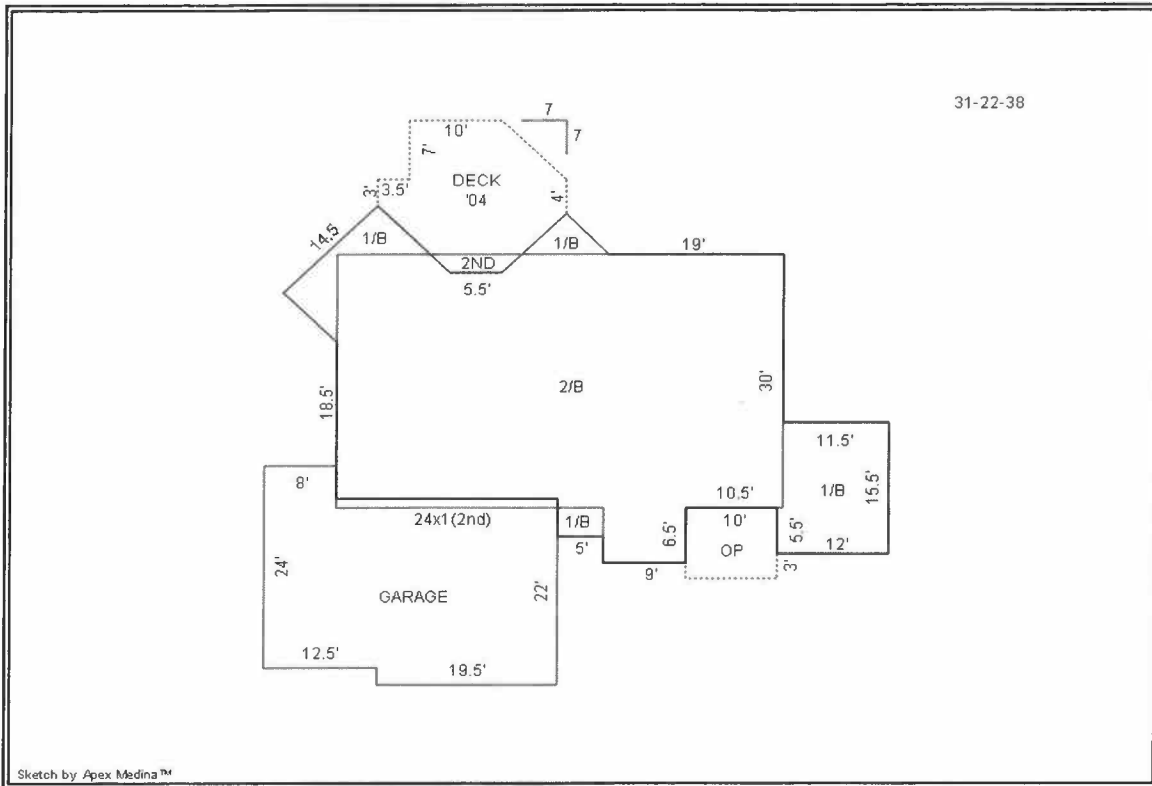 31-22-38
7
10'
7
7'
DECK
'04
3'
3.5'
4'
14.5
1/B
1/B
19'
2ND
5.5'
2/B
30'
18.5'
11.5'
1/B
15.5'
8'
10.5'
24x1(2nd)
1/B
6.5'
10'
5.5'
5'
OP
12'
9'
3'
24'
GARAGE
22'
12.5'
19.5'
Sketch by Apex Medina™